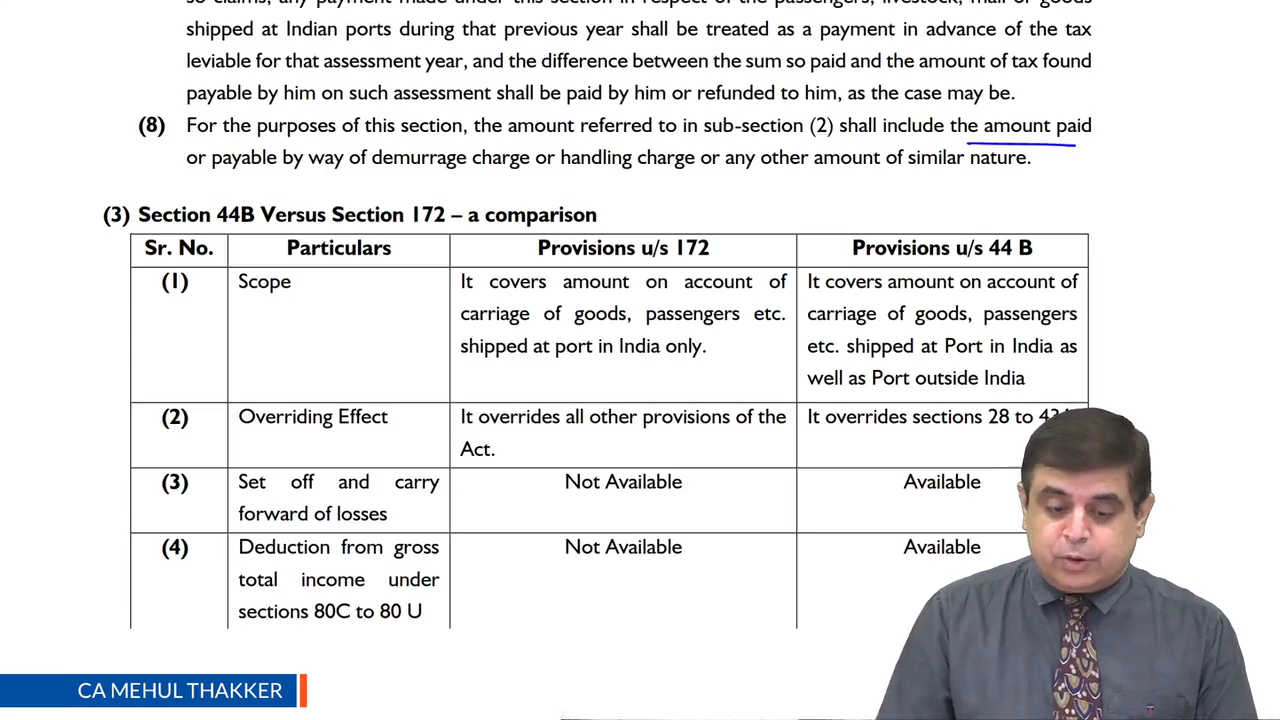 so claims, any payment made under this section in respect of the passengers, livestock, mail or goods
shipped at Indian ports during that previous year shall be treated as a payment in advance of the tax
leviable for that assessment year, and the difference between the sum so paid and the amount of tax found
payable by him on such assessment shall be paid by him or refunded to him, as the case may be.
(8) For the purposes of this section, the amount referred to in sub-section (2) shall include the amount paid
or payable by way of demurrage charge or handling charge or any other amount of similar nature.
(3) Section 44B Versus Section 172 – a comparison
Sr. No. Particulars Provisions u/s 172 Provisions u/s 44 B
(1) Scope It covers amount on account of It covers amount on account of
carriage of goods, passengers etc. carriage of goods, passengers
shipped at port in India only. etc. shipped at Port in India as
well as Port outside India
(2) Overriding Effect It overrides all other provisions of the It overrides sections 28 to
Act.
(3) Set off and carry Not Available Available
forward of losses
(4) Deduction from gross Not Available Available
total income under
sections 80C to 80 U
CA MEHUL THAKKER